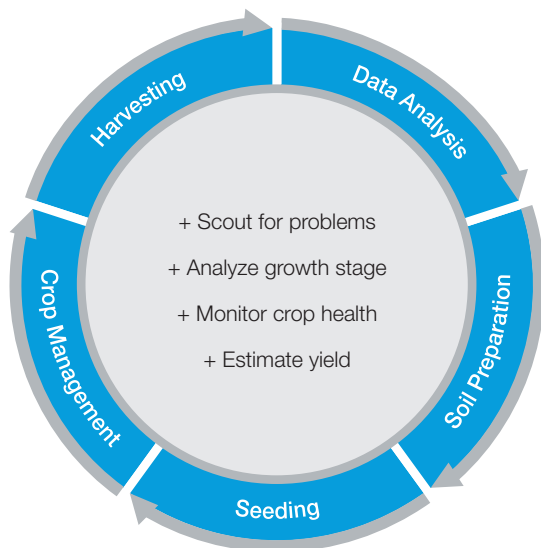 Harvesting
Data Analysis
Soil Preparation
Seeding
Crop Management
+ Scout for problems
+ Analyze growth stage
+ Monitor crop health
+ Estimate yield